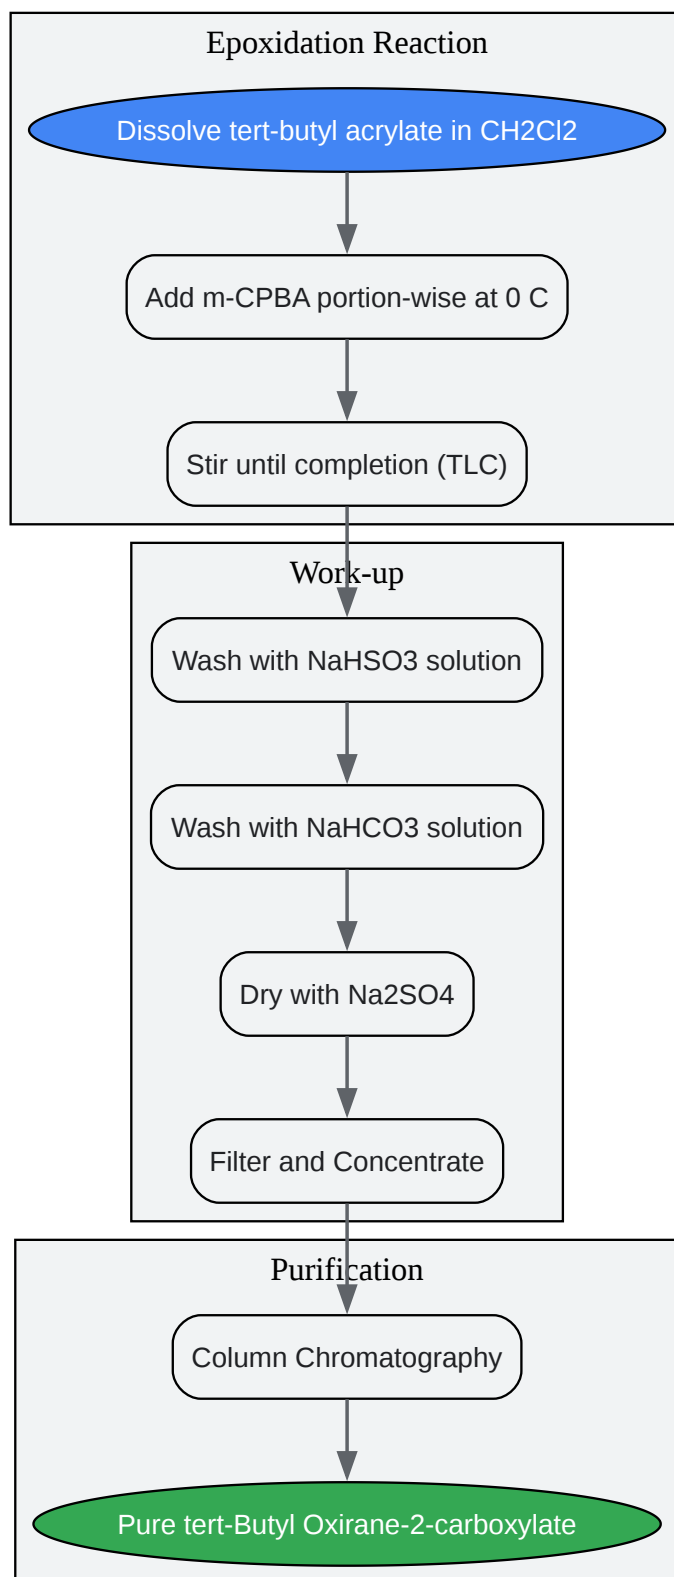 Epoxidation Reaction
Dissolve tert-butyl acrylate in CH2Cl2
Add m-CPBA portion-wise at 0 C
Stir until completion (TLC)
Work-up
Wash with NaHSO3 solution
Wash with NaHCO3 solution
Dry with Na2SO4
Filter and Concentrate
Purification
Column Chromatography
Pure tert-Butyl Oxirane-2-carboxylate